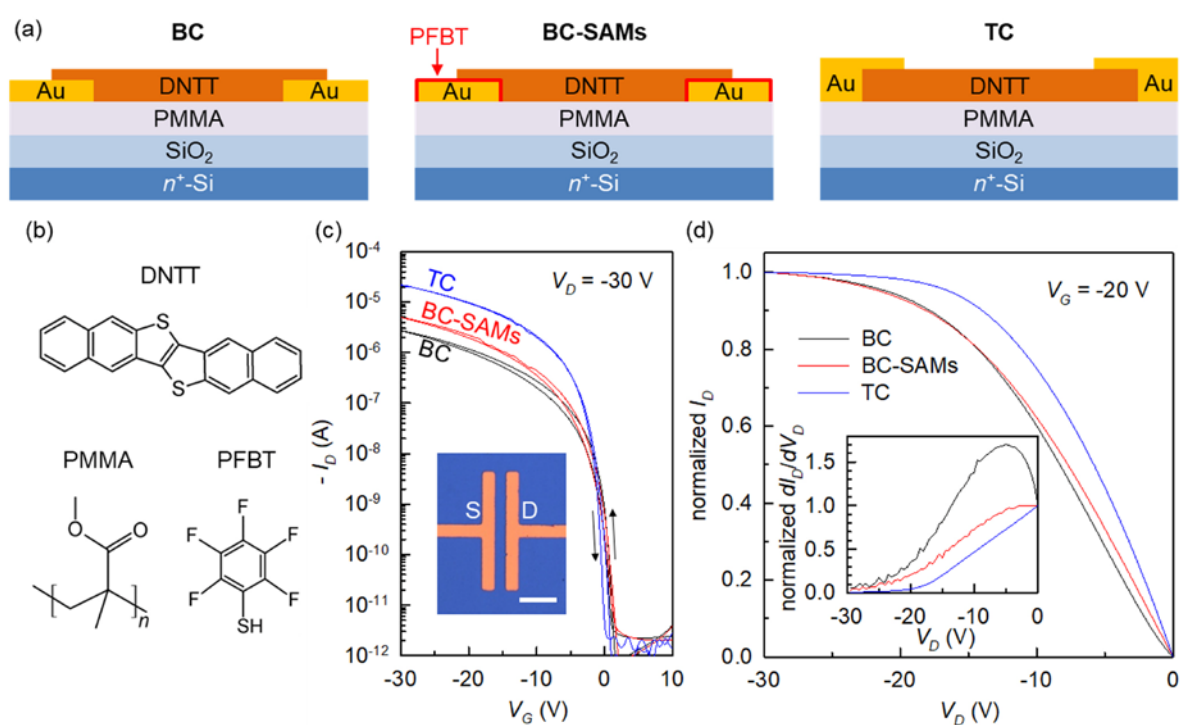 (a)
BC
BC-SAMs
TC
PFBT
Au
DNTT
Au
PMMA
SiO2
n+-Si
Au
DNTT
Au
PMMA
SiO2
n+-Si
Au
DNTT
Au
PMMA
SiO2
n+-Si
(b)
DNTT
S
S
PMMA
O
O
n
PFBT
F
F
F
F
F
SH
(c)
- ID (A)
10-4
10-5
10-6
10-7
10-8
10-9
10-10
10-11
10-12
VD = -30 V
TC
BC-SAMs
BC
S
D
-30
-20
-10
0
10
VG (V)
(d)
normalized ID
1.0
0.8
0.6
0.4
0.2
0.0
VG = -20 V
BC
BC-SAMs
TC
normalized dID/dVD
1.5
1.0
0.5
0.0
-30
-20
-10
0
VD (V)
-30
-20
-10
0
VD (V)